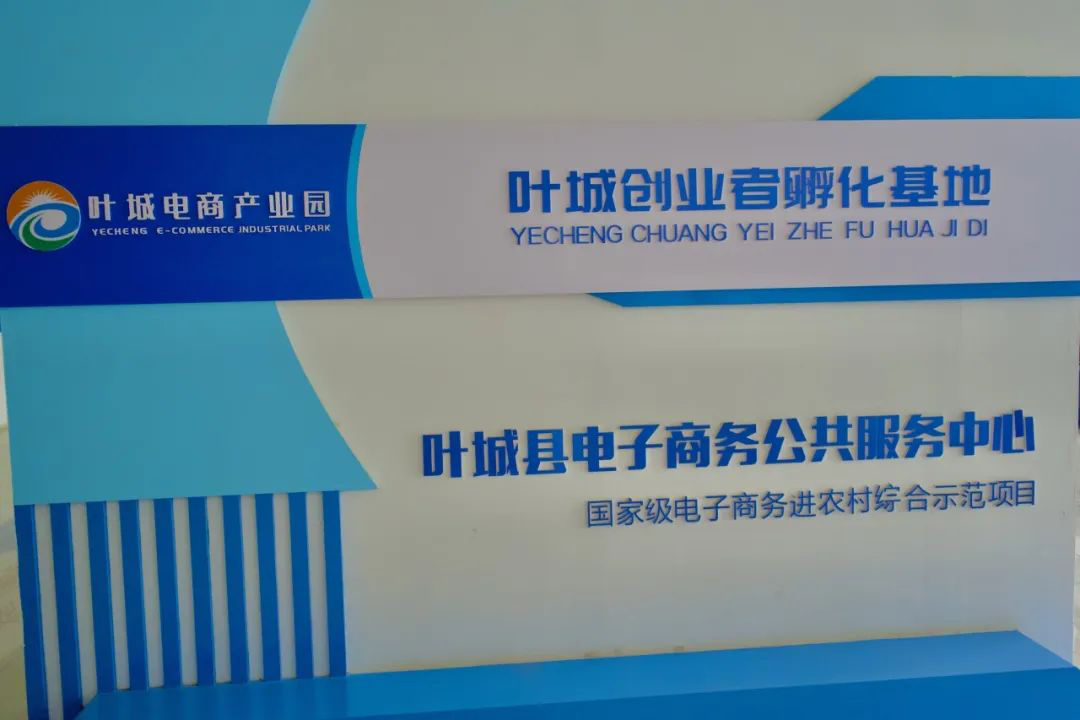 叶城电商产业园
YECHENG E-COMMERCE INDUSTRIAL PARK
叶城创业者孵化基地
YECHENG CHUANG YEI ZHE FU HUA JI DI
叶城县电子商务公共服务中心
国家级电子商务进农村综合示范项目